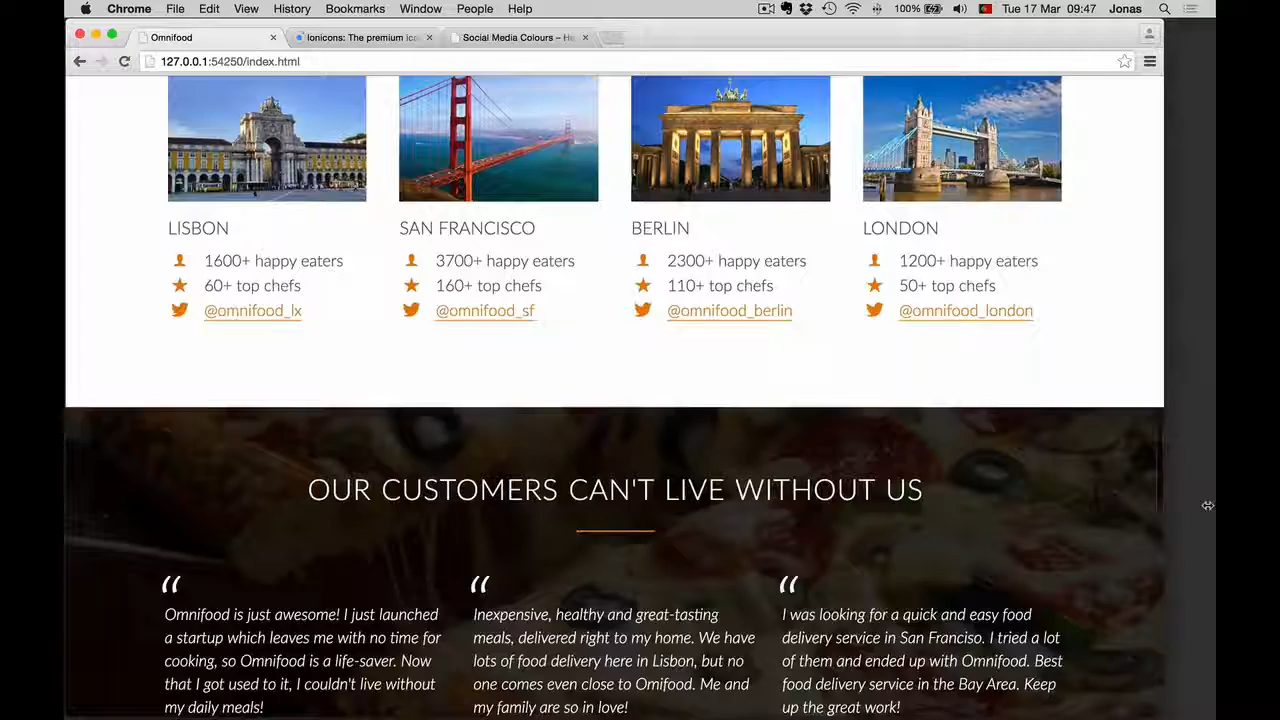 Chrome File Edit View History Bookmarks Window People Help 100% Tue 17 Mar 09:47 Jonas
Omnifood Ionicons: The premium ico Social Media Colours – H
127.0.0.1:54250/index.html
LISBON SAN FRANCISCO BERLIN LONDON
1600+ happy eaters 3700+ happy eaters 2300+ happy eaters 1200+ happy eaters
60+ top chefs 160+ top chefs 110+ top chefs 50+ top chefs
@omnifood_lx @omnifood_sf @omnifood_berlin @omnifood_london
OUR CUSTOMERS CAN'T LIVE WITHOUT US
“ “ “
Omnifood is just awesome! I just launched
a startup which leaves me with no time for
cooking, so Omnifood is a life-saver. Now
that I got used to it, I couldn't live without
my daily meals!
Inexpensive, healthy and great-tasting
meals, delivered right to my home. We have
lots of food delivery here in Lisbon, but no
one comes even close to Omifood. Me and
my family are so in love!
I was looking for a quick and easy food
delivery service in San Franciso. I tried a lot
of them and ended up with Omnifood. Best
food delivery service in the Bay Area. Keep
up the great work!